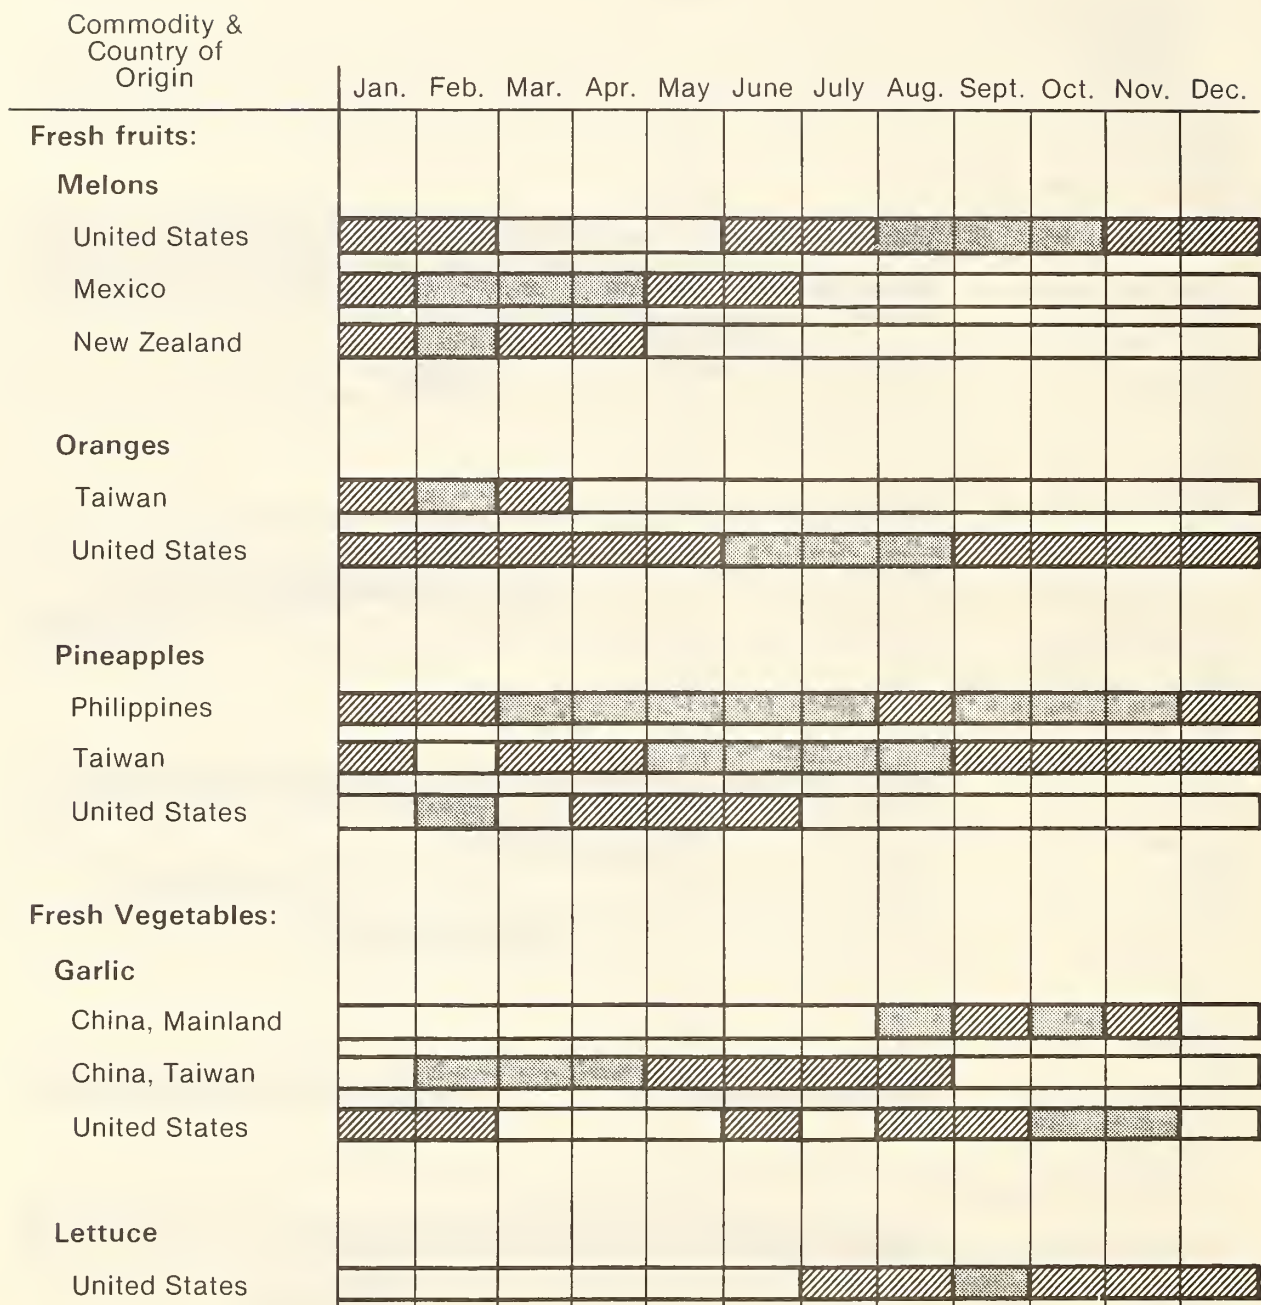 Commodity &
Country of
Origin
Jan. Feb. Mar. Apr. May June July Aug. Sept. Oct. Nov. Dec.
Fresh fruits:
Melons
United States
Mexico
New Zealand
Oranges
Taiwan
United States
Pineapples
Philippines
Taiwan
United States
Fresh Vegetables:
Garlic
China, Mainland
China, Taiwan
United States
Lettuce
United States